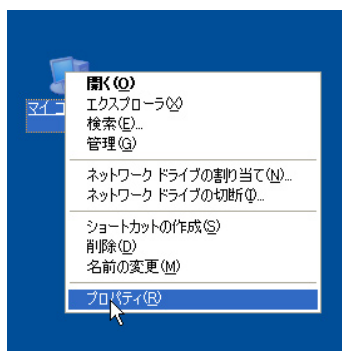 開く(O)
エクスプローラ(X)
マイ コ
検索(E)...
管理(G)
ネットワーク ドライブの割り当て(N)...
ネットワーク ドライブの切断(I)...
ショートカットの作成(S)
削除(D)
名前の変更(M)
プロパティ(R)